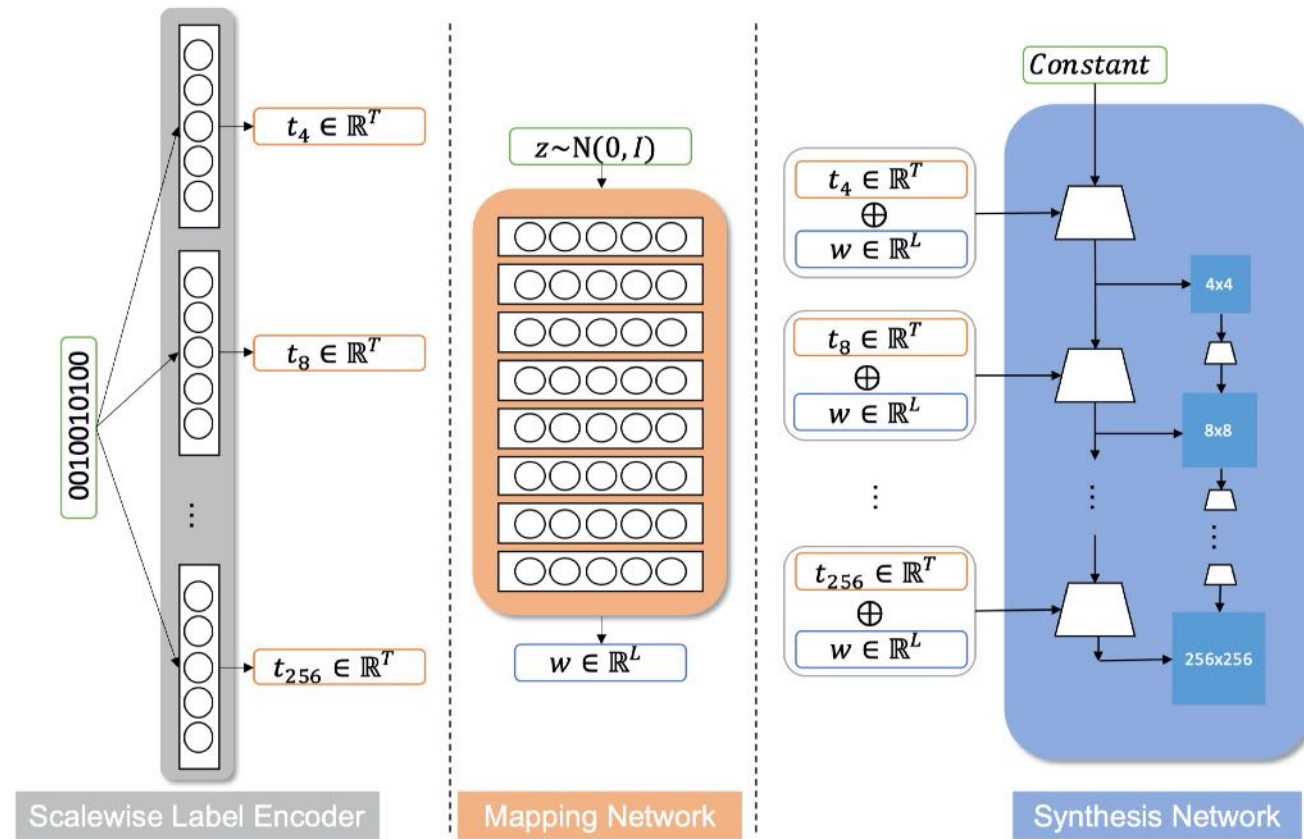 001001010100
t₄ ∈ ℝᵀ
t₈ ∈ ℝᵀ
⋮
t₂₅₆ ∈ ℝᵀ
Scalewise Label Encoder
z~N(0, I)
w ∈ ℝᴸ
Mapping Network
Constant
t₄ ∈ ℝᵀ
⊕
w ∈ ℝᴸ
t₈ ∈ ℝᵀ
⊕
w ∈ ℝᴸ
⋮
t₂₅₆ ∈ ℝᵀ
⊕
w ∈ ℝᴸ
4x4
8x8
⋮
⋮
256x256
Synthesis Network